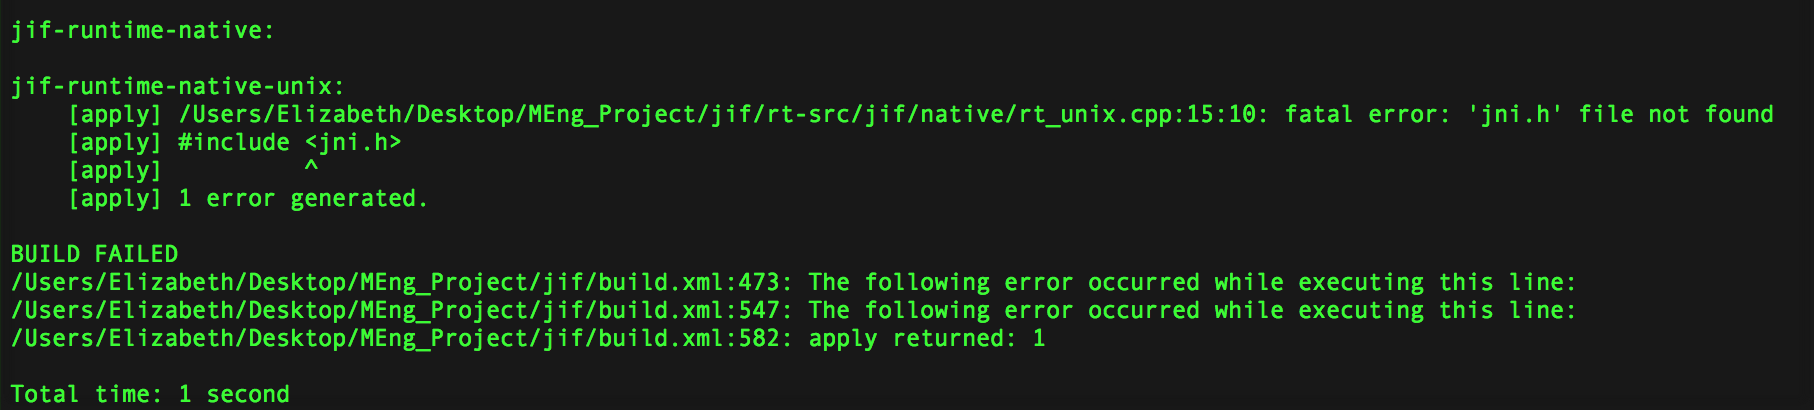 jif-runtime-native:
jif-runtime-native-unix:
[apply] /Users/Elizabeth/Desktop/MEng_Project/jif/rt-src/jif/native/rt_unix.cpp:15:10: fatal error: 'jni.h' file not found
[apply] #include <jni.h>
[apply]          ^
[apply] 1 error generated.
BUILD FAILED
/Users/Elizabeth/Desktop/MEng_Project/jif/build.xml:473: The following error occurred while executing this line:
/Users/Elizabeth/Desktop/MEng_Project/jif/build.xml:547: The following error occurred while executing this line:
/Users/Elizabeth/Desktop/MEng_Project/jif/build.xml:582: apply returned: 1
Total time: 1 second